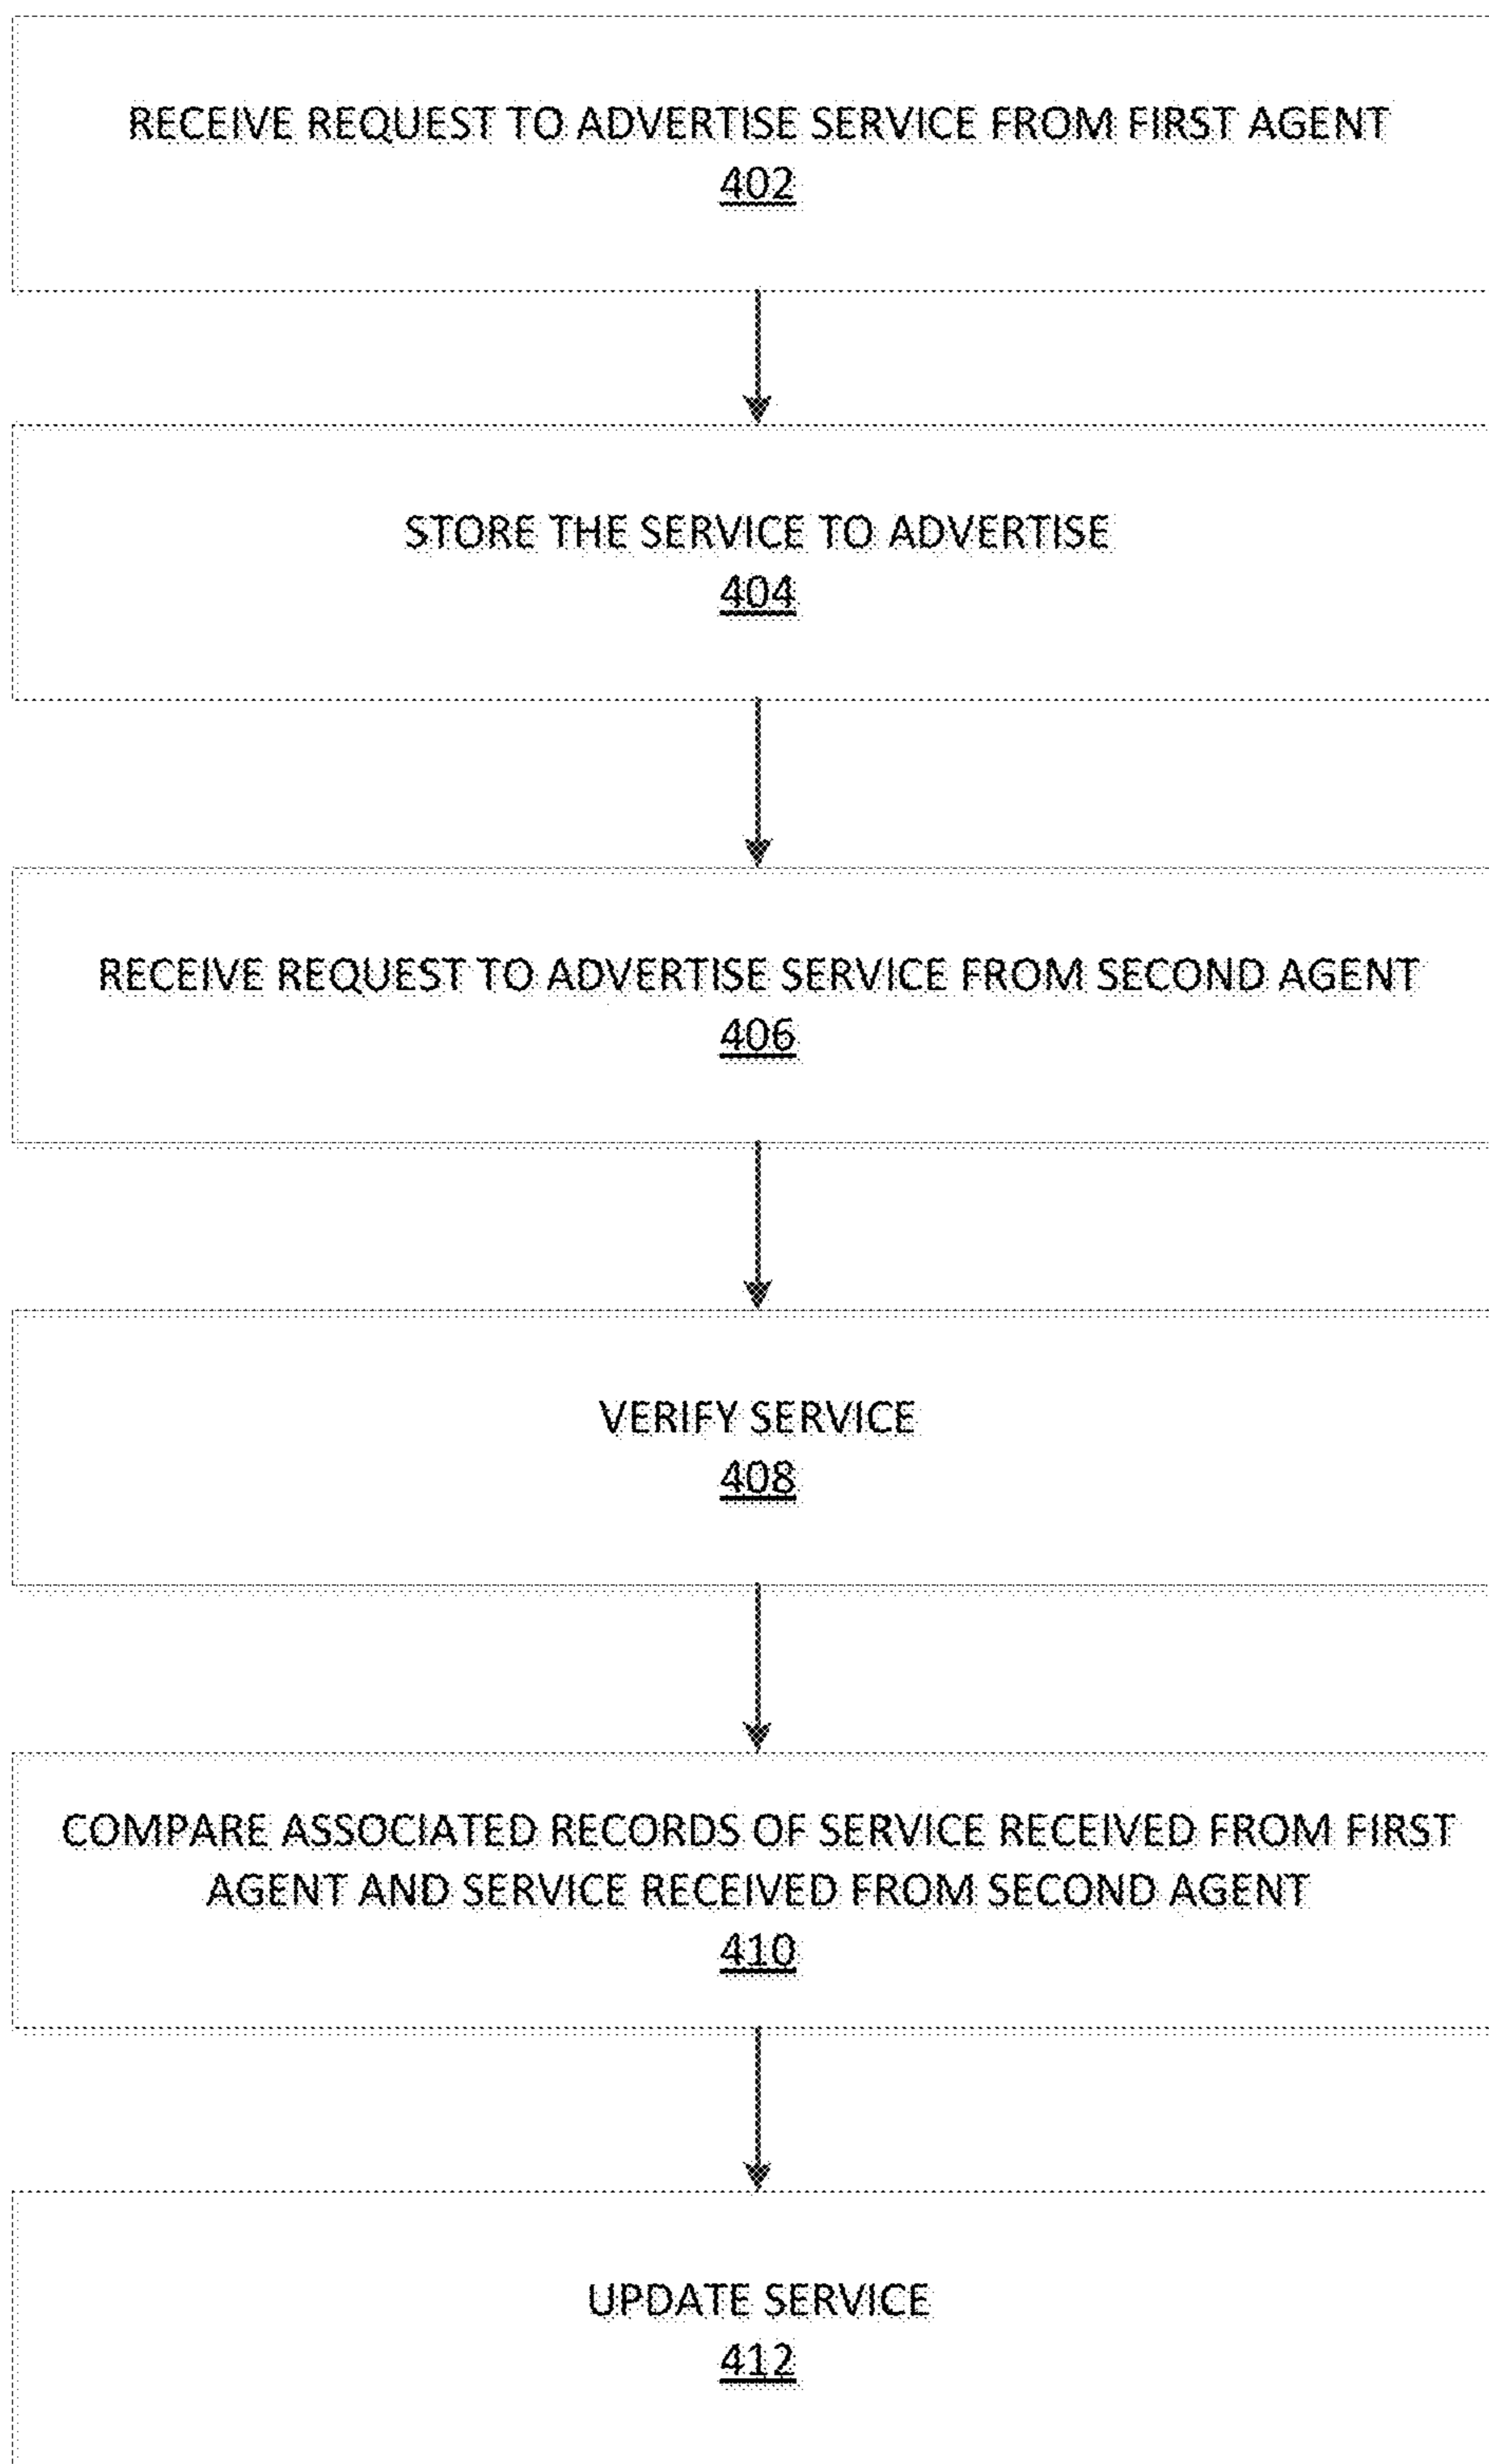 RECEIVE REQUEST TO ADVERTISE SERVICE FROM FIRST AGENT
402
STORE THE SERVICE TO ADVERTISE
404
RECEIVE REQUEST TO ADVERTISE SERVICE FROM SECOND AGENT
406
VERIFY SERVICE
408
COMPARE ASSOCIATED RECORDS OF SERVICE RECEIVED FROM FIRST
AGENT AND SERVICE RECEIVED FROM SECOND AGENT
410
UPDATE SERVICE
412